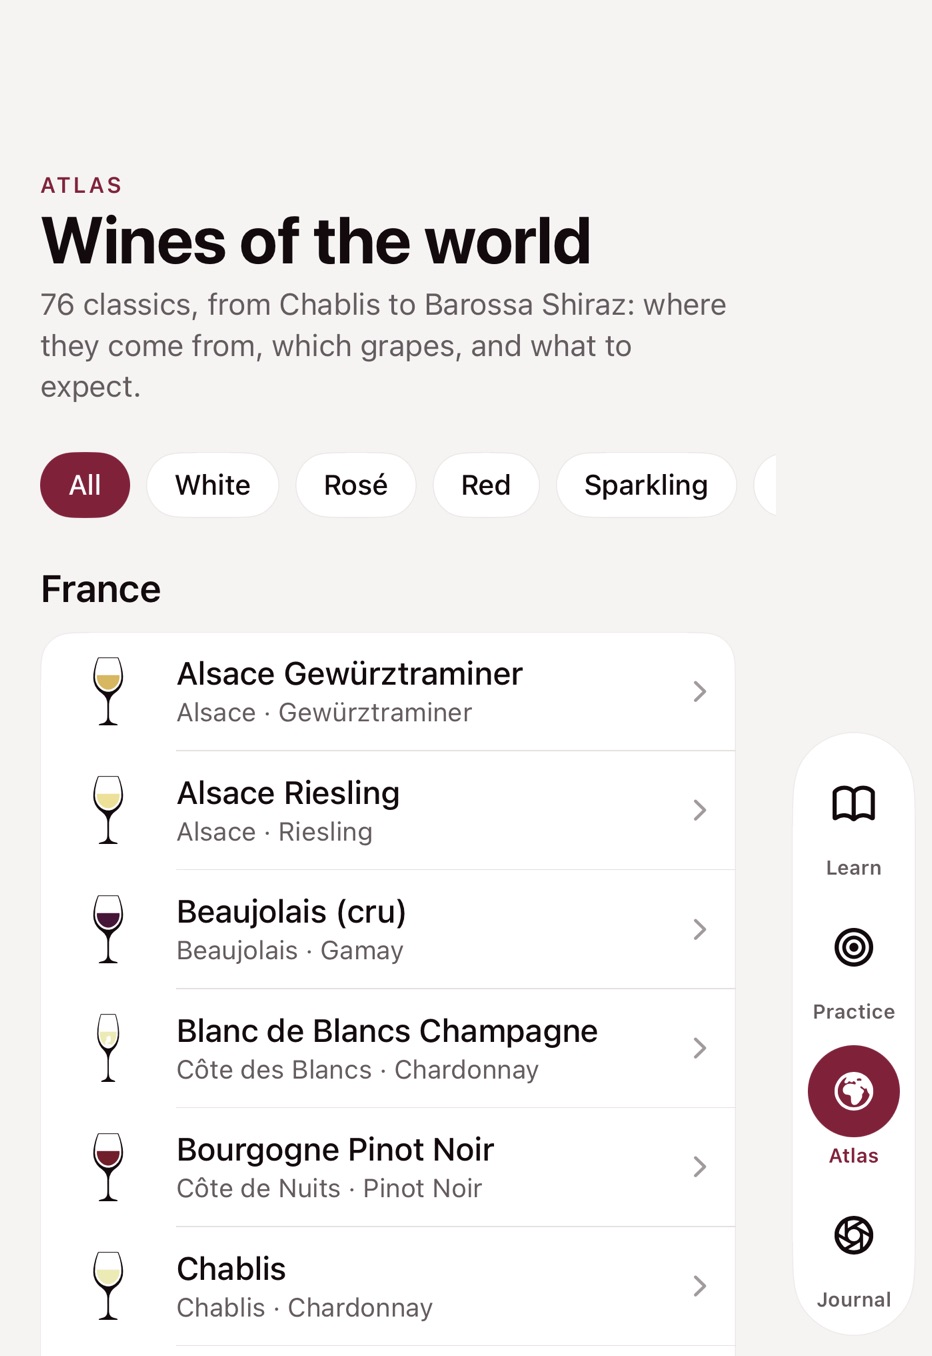 ATLAS
Wines of the world
76 classics, from Chablis to Barossa Shiraz: where
they come from, which grapes, and what to
expect.
All
White
Rosé
Red
Sparkling
France
Alsace Gewürztraminer
Alsace · Gewürztraminer
Alsace Riesling
Alsace · Riesling
Beaujolais (cru)
Beaujolais · Gamay
Blanc de Blancs Champagne
Côte des Blancs · Chardonnay
Bourgogne Pinot Noir
Côte de Nuits · Pinot Noir
Chablis
Chablis · Chardonnay
Learn
Practice
Atlas
Journal